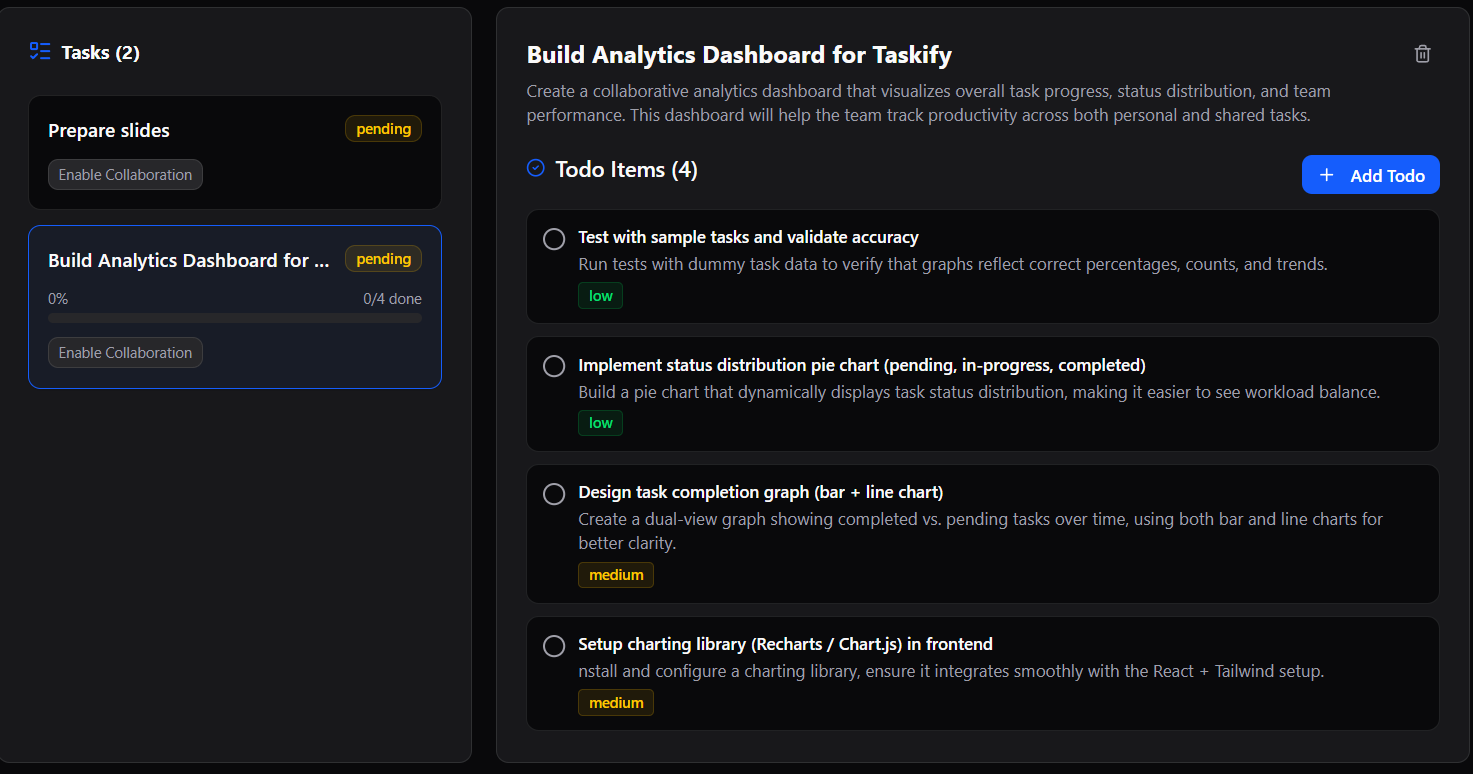 Tasks (2)
Prepare slides
pending
Enable Collaboration
Build Analytics Dashboard for ...
pending
0%
0/4 done
Enable Collaboration
Build Analytics Dashboard for Taskify
Create a collaborative analytics dashboard that visualizes overall task progress, status distribution, and team
performance. This dashboard will help the team track productivity across both personal and shared tasks.
Todo Items (4)
+ Add Todo
Test with sample tasks and validate accuracy
Run tests with dummy task data to verify that graphs reflect correct percentages, counts, and trends.
low
Implement status distribution pie chart (pending, in-progress, completed)
Build a pie chart that dynamically displays task status distribution, making it easier to see workload balance.
low
Design task completion graph (bar + line chart)
Create a dual-view graph showing completed vs. pending tasks over time, using both bar and line charts for
better clarity.
medium
Setup charting library (Recharts / Chart.js) in frontend
nstall and configure a charting library, ensure it integrates smoothly with the React + Tailwind setup.
medium